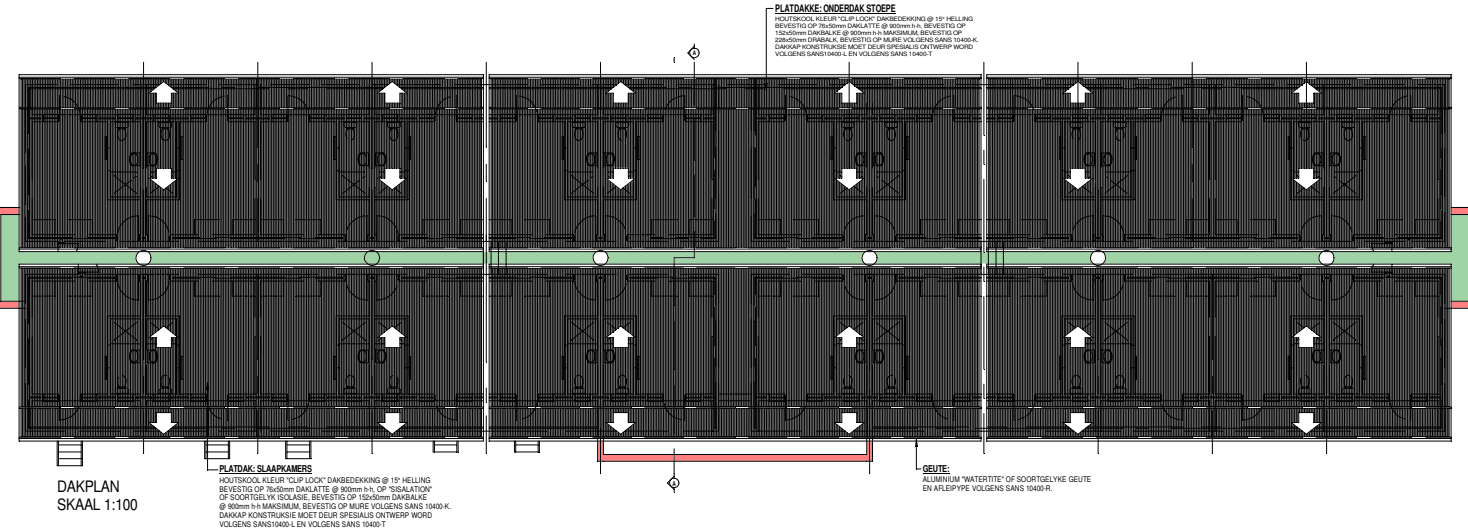 PLATDAKKE: ONDERDAK STOEPE
HOUTSKOOL KLEUR "CLIP LOCK" DAKBEDEKKING @ 15° HELLING
BEVESTIG OP 76x50mm DAKLATTE @ 900mm h-h, BEVESTIG OP
152x50mm DAKBALKE @ 900mm h-h MAKSIMUM, BEVESTIG OP
228x50mm DRABALK, BEVESTIG OP MURE VOLGENS SANS 10400-K.
DAKKAP KONSTRUKSIE MOET DEUR SPESIALIS ONTWERP WORD
VOLGENS SANS10400-L EN VOLGENS SANS 10400-T
A
A
PLATDAK: SLAAPKAMERS
HOUTSKOOL KLEUR "CLIP LOCK" DAKBEDEKKING @ 15° HELLING
BEVESTIG OP 76x50mm DAKLATTE @ 900mm h-h, OP "SISALATION"
OF SOORTGELYK ISOLASIE, BEVESTIG OP 152x50mm DAKBALKE
@ 900mm h-h MAKSIMUM, BEVESTIG OP MURE VOLGENS SANS 10400-K.
DAKKAP KONSTRUKSIE MOET DEUR SPESIALIS ONTWERP WORD
VOLGENS SANS10400-L EN VOLGENS SANS 10400-T
GEUTE:
ALUMINIUM "WATERTITE" OF SOORTGELYKE GEUTE
EN AFLEIPYPE VOLGENS SANS 10400-R.
DAKPLAN
SKAAL 1:100